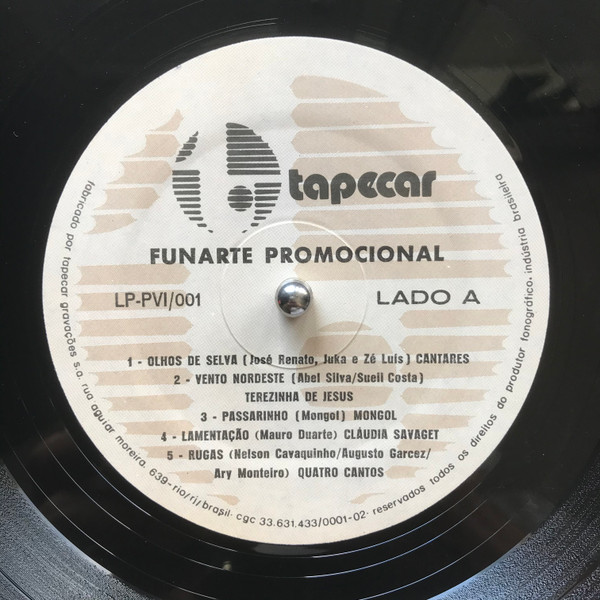 tapecar
FUNARTE PROMOCIONAL
LP-PVI/001
LADO A
1 - OLHOS DE SELVA (José Renato, Juka e Zé Luis) CANTARES
2 - VENTO NORDESTE (Abel Silva/Sueli Costa)
TEREZINHA DE JESUS
3 - PASSARINHO (Mongol) MONGOL
4 - LAMENTAÇÃO (Mauro Duarte) CLÁUDIA SAVAGET
5 - RUGAS (Nelson Cavaquinho/Augusto Garcez/
Ary Monteiro) QUATRO CANTOS
fabricado por tapecar gravações s.a. rua aguiar moreira, 639-rio/rj/brasil- cgc 33.631.433/0001-02- reservados todos os direitos do produtor fonográfico. indústria brasileira